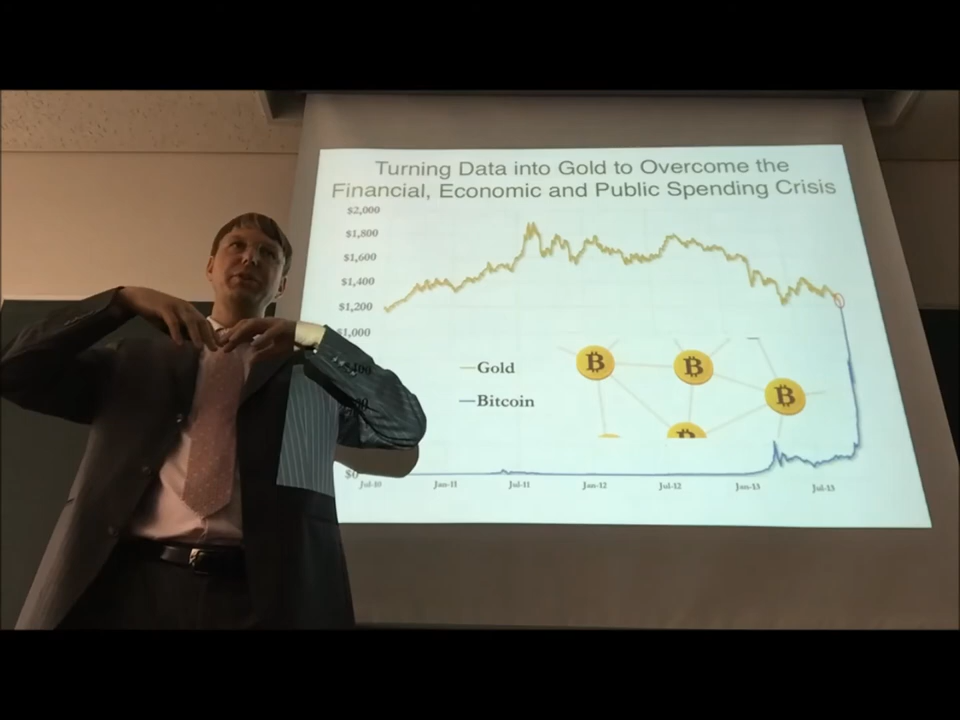 Turning Data into Gold to Overcome the
Financial, Economic and Public Spending Crisis
$2,000
$1,800
$1,600
$1,400
$1,200
$1,000
Gold
Bitcoin
$0
Jul-10 Jan-11 Jul-11 Jan-12 Jul-12 Jan-13 Jul-13